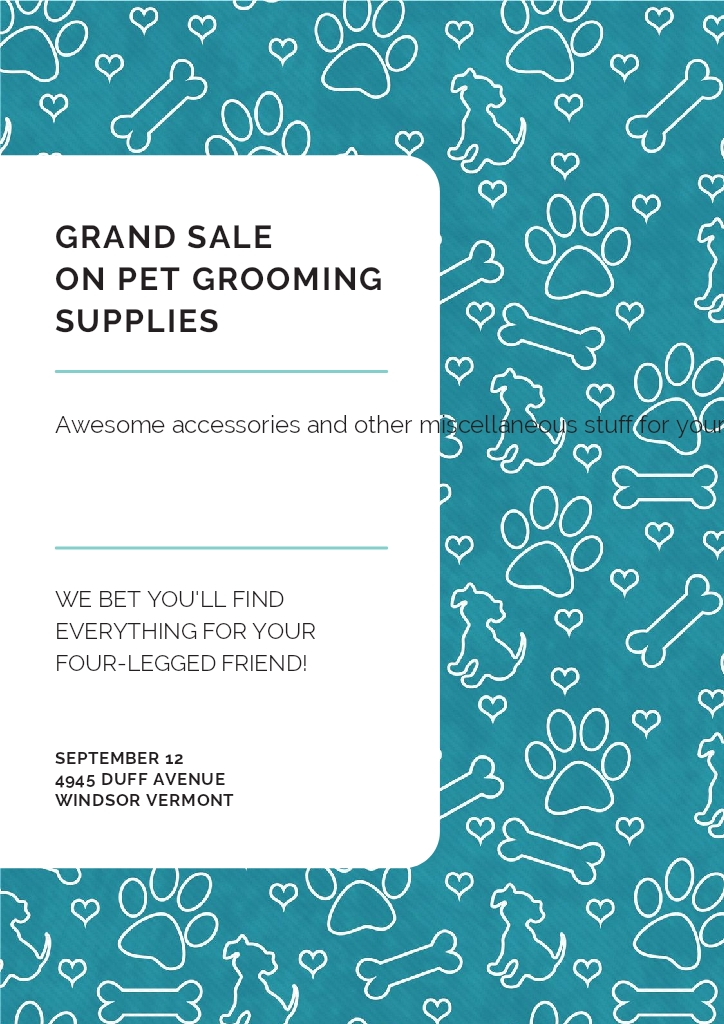 GRAND SALE
ON PET GROOMING
SUPPLIES
Awesome accessories and other miscellaneous stuff for your
WE BET YOU'LL FIND
EVERYTHING FOR YOUR
FOUR-LEGGED FRIEND!
SEPTEMBER 12
4945 DUFF AVENUE
WINDSOR VERMONT